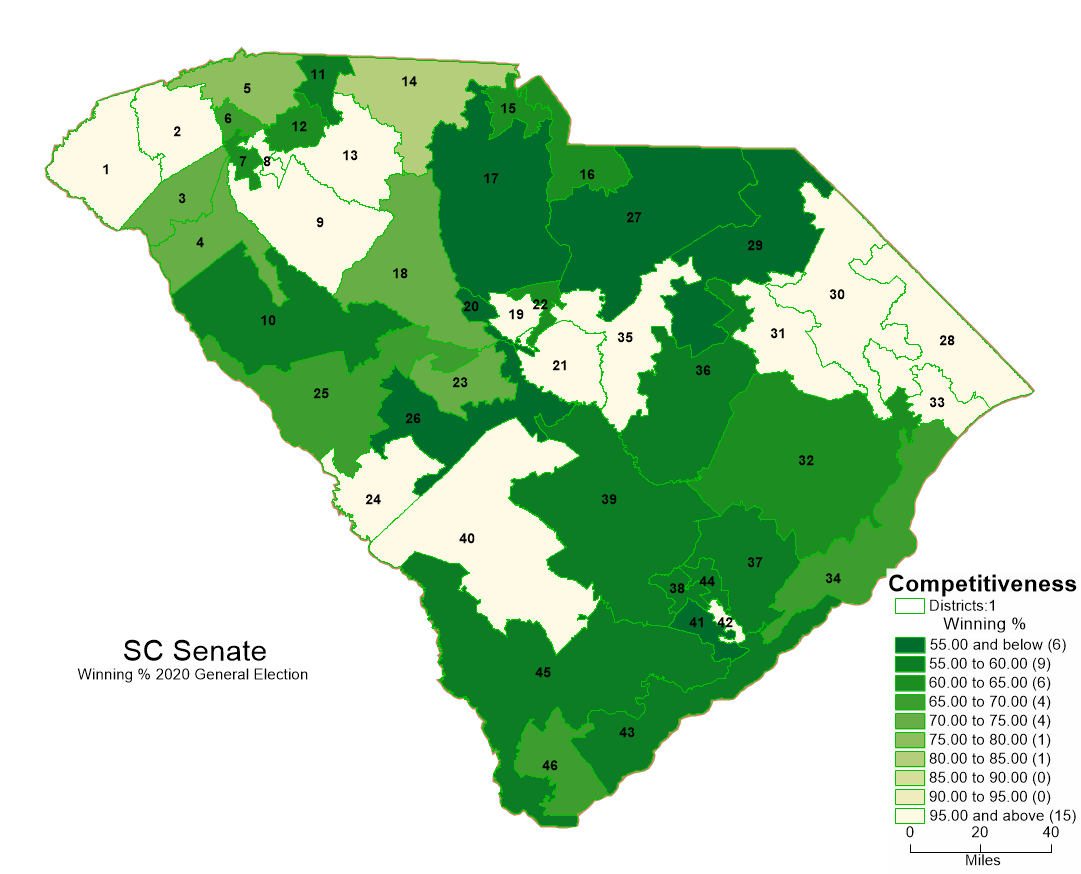 11
14
5
15
6
12
2
7
8
13
1
16
17
3
27
9
4
29
18
30
20
22
19
10
35
31
28
21
36
23
25
33
26
32
24
39
40
37
34
44
38
41
42
45
43
46
Competitiveness
Districts:1
Winning %
55.00 and below (6)
55.00 to 60.00 (9)
60.00 to 65.00 (6)
65.00 to 70.00 (4)
70.00 to 75.00 (4)
75.00 to 80.00 (1)
80.00 to 85.00 (1)
85.00 to 90.00 (0)
90.00 to 95.00 (0)
95.00 and above (15)
0 20 40
Miles
SC Senate
Winning % 2020 General Election